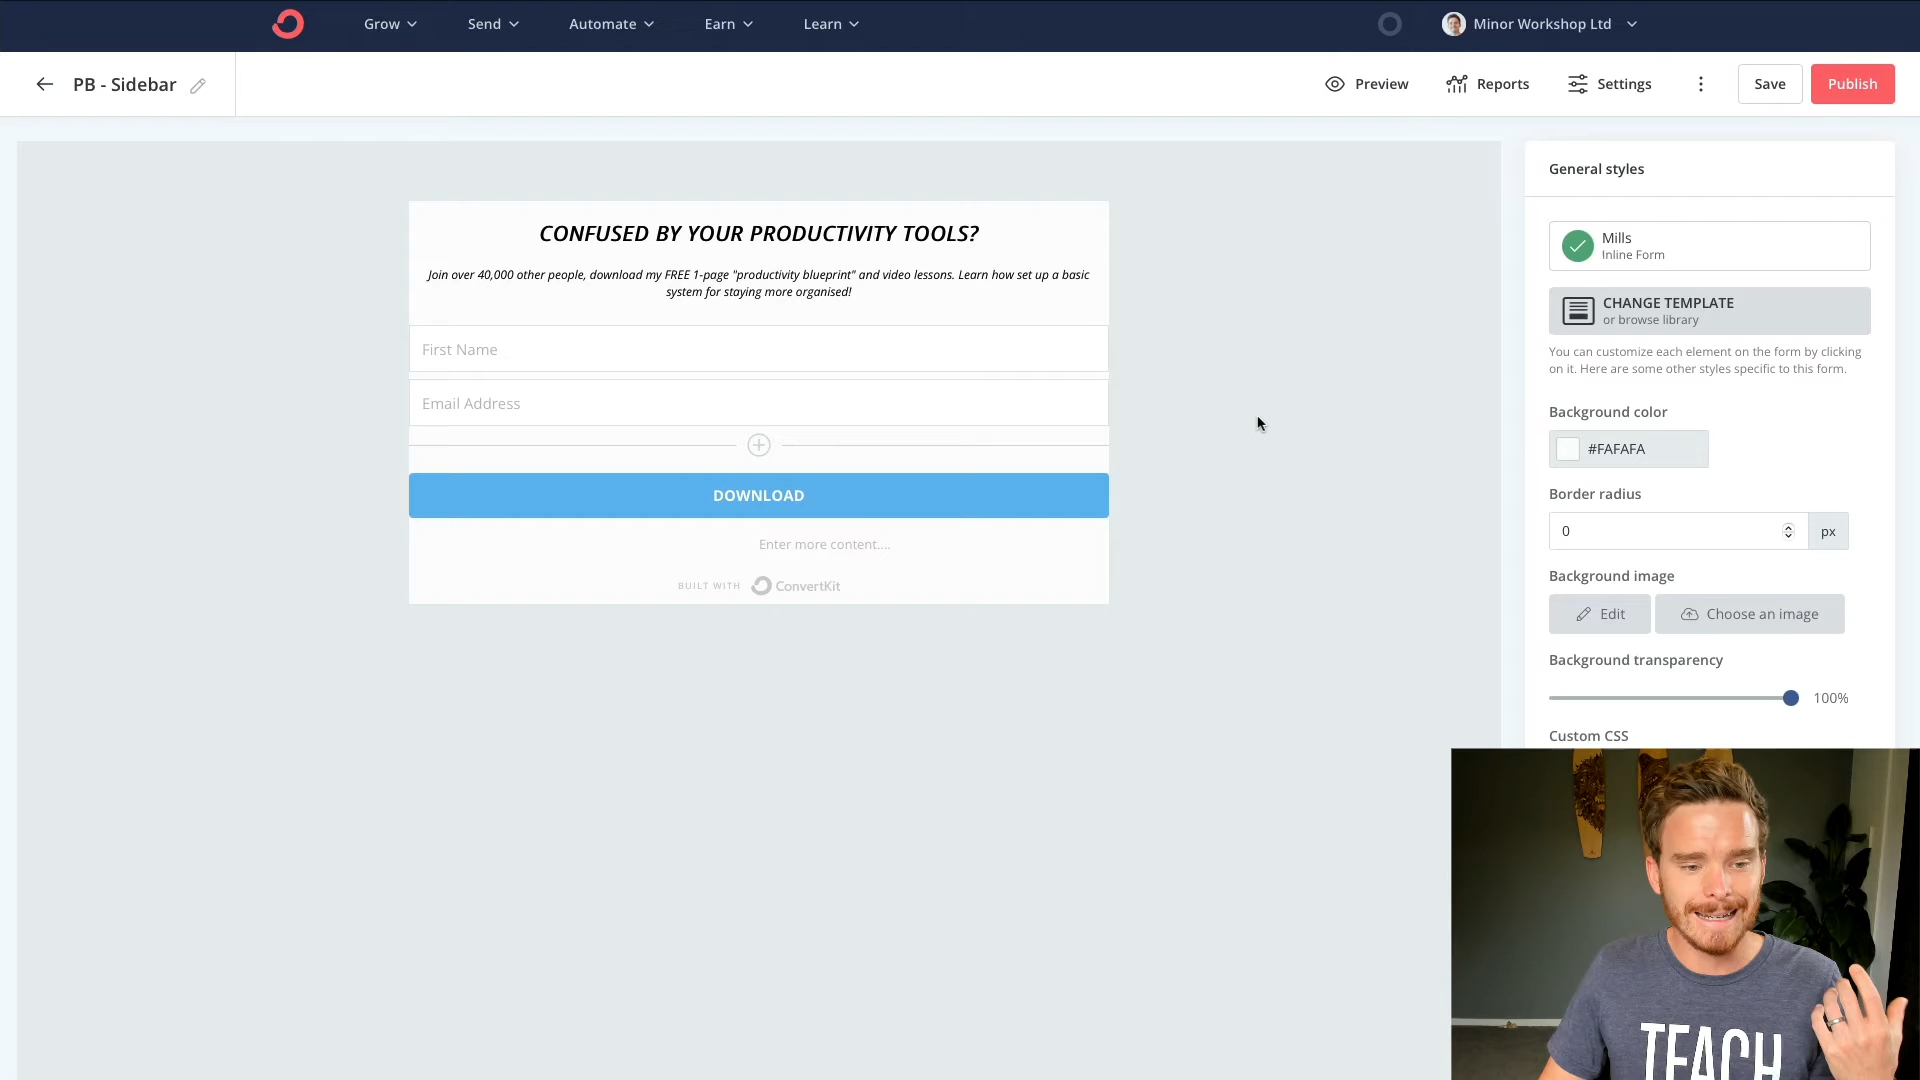 Grow
Send
Automate
Earn
Learn
Minor Workshop Ltd
PB - Sidebar
Preview
Reports
Settings
Save
Publish
CONFUSED BY YOUR PRODUCTIVITY TOOLS?
Join over 40,000 other people, download my FREE 1-page "productivity blueprint" and video lessons. Learn how set up a basic
system for staying more organised!
First Name
Email Address
DOWNLOAD
Enter more content....
BUILT WITH ConvertKit
General styles
Mills
Inline Form
CHANGE TEMPLATE
or browse library
You can customize each element on the form by clicking
on it. Here are some other styles specific to this form.
Background color
#FAFAFA
Border radius
0 px
Background image
Edit
Choose an image
Background transparency
100%
Custom CSS
TEACH